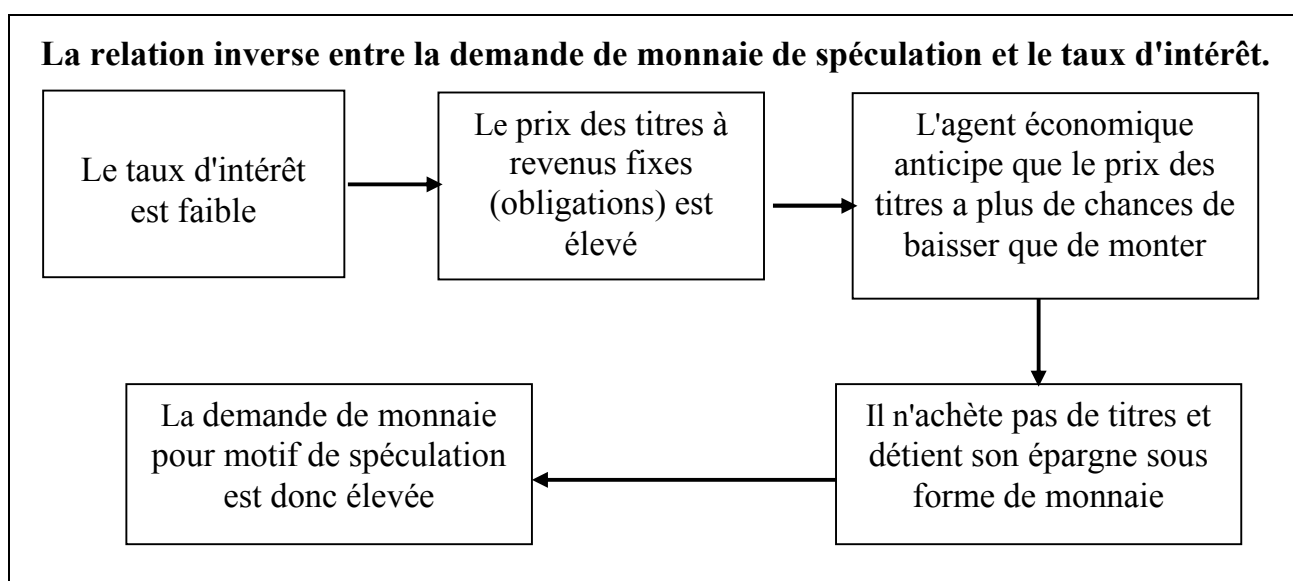 La relation inverse entre la demande de monnaie de spéculation et le taux d'intérêt.
Le taux d'intérêt
est faible
Le prix des titres à
revenus fixes
(obligations) est
élevé
L'agent économique
anticipe que le prix des
titres a plus de chances de
baisser que de monter
Il n'achète pas de titres et
détient son épargne sous
forme de monnaie
La demande de monnaie
pour motif de spéculation
est donc élevée